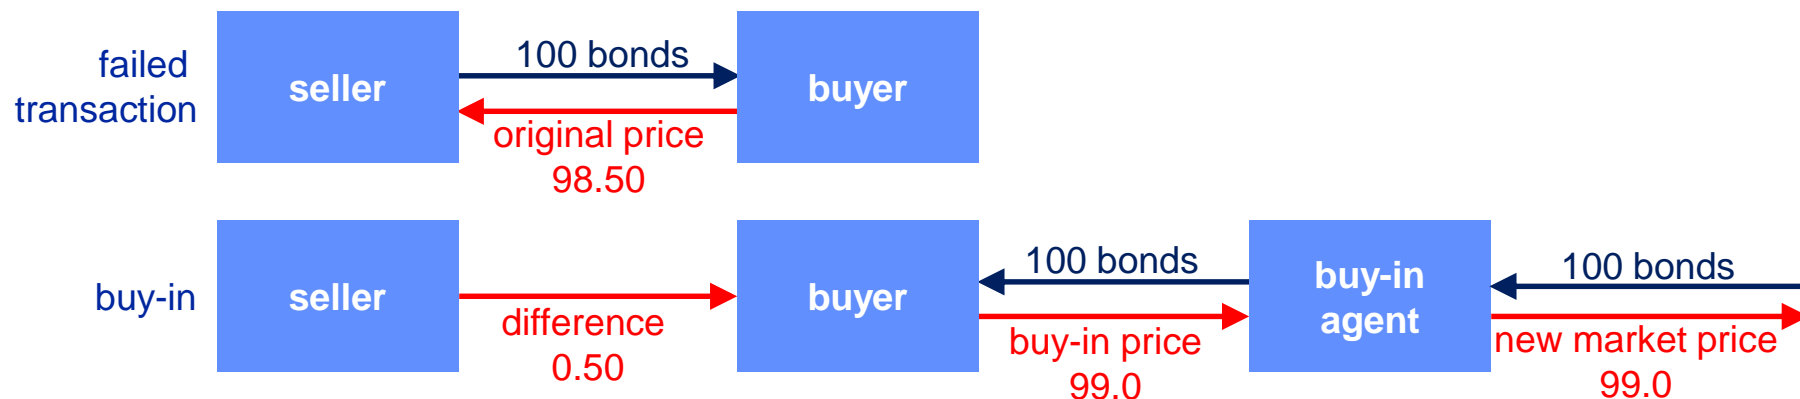 failed
transaction
seller
100 bonds
original price
98.50
buyer
buy-in
seller
difference
0.50
buyer
100 bonds
buy-in price
99.0
buy-in
agent
100 bonds
new market price
99.0